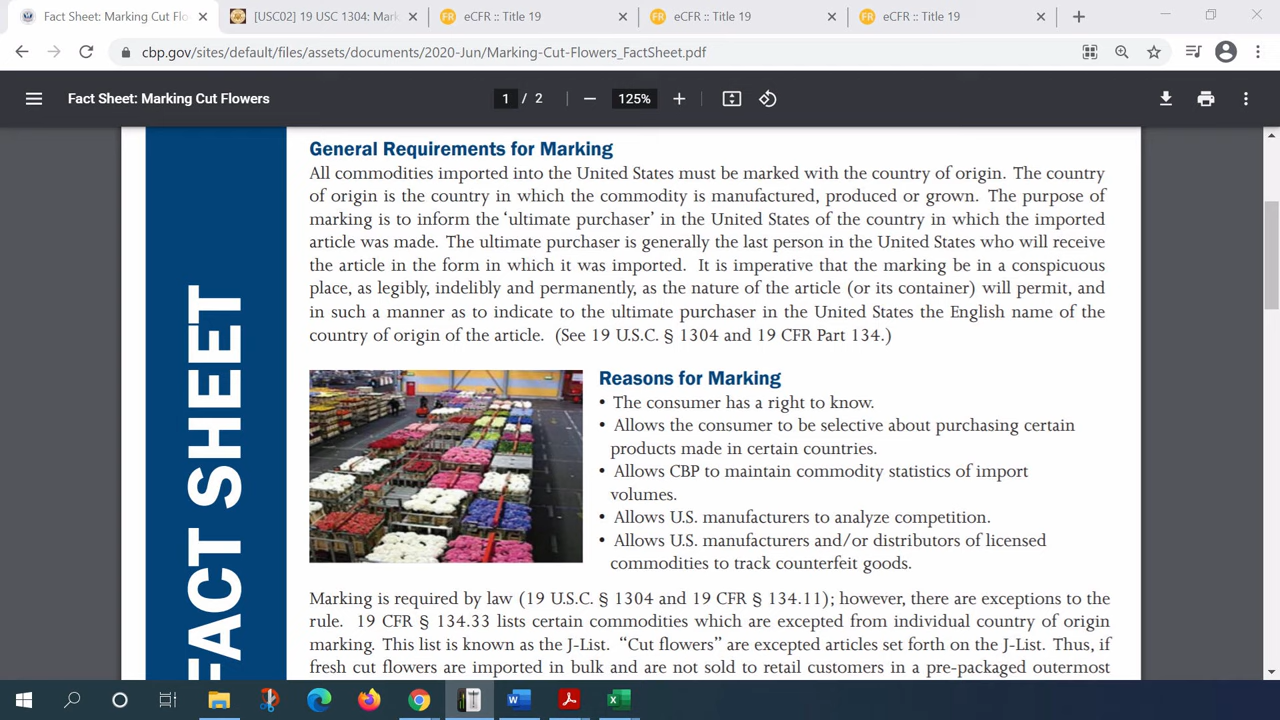 Fact Sheet: Marking Cut Flo
[USC02] 19 USC 1304: Mark
eCFR :: Title 19
eCFR :: Title 19
eCFR :: Title 19
cbp.gov/sites/default/files/assets/documents/2020-Jun/Marking-Cut-Flowers_FactSheet.pdf
Fact Sheet: Marking Cut Flowers
1 / 2
125%
FACT SHEET
General Requirements for Marking
All commodities imported into the United States must be marked with the country of origin. The country
of origin is the country in which the commodity is manufactured, produced or grown. The purpose of
marking is to inform the ‘ultimate purchaser’ in the United States of the country in which the imported
article was made. The ultimate purchaser is generally the last person in the United States who will receive
the article in the form in which it was imported. It is imperative that the marking be in a conspicuous
place, as legibly, indelibly and permanently, as the nature of the article (or its container) will permit, and
in such a manner as to indicate to the ultimate purchaser in the United States the English name of the
country of origin of the article. (See 19 U.S.C. § 1304 and 19 CFR Part 134.)
Reasons for Marking
• The consumer has a right to know.
• Allows the consumer to be selective about purchasing certain
products made in certain countries.
• Allows CBP to maintain commodity statistics of import
volumes.
• Allows U.S. manufacturers to analyze competition.
• Allows U.S. manufacturers and/or distributors of licensed
commodities to track counterfeit goods.
Marking is required by law (19 U.S.C. § 1304 and 19 CFR § 134.11); however, there are exceptions to the
rule. 19 CFR § 134.33 lists certain commodities which are excepted from individual country of origin
marking. This list is known as the J-List. “Cut flowers” are excepted articles set forth on the J-List. Thus, if
fresh cut flowers are imported in bulk and are not sold to retail customers in a pre-packaged outermost